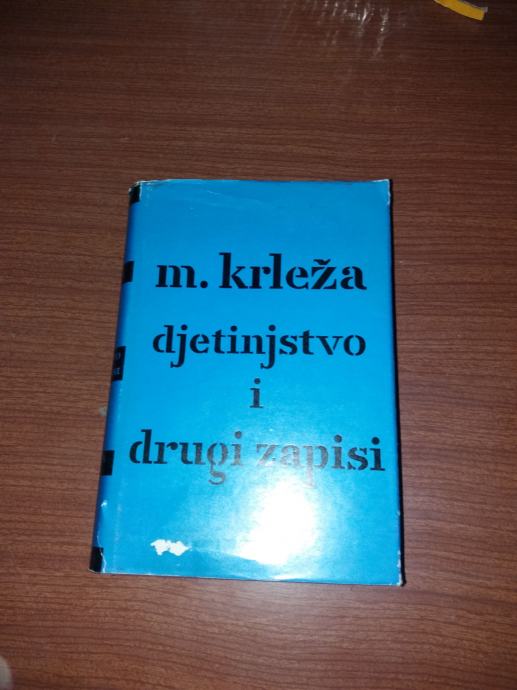 m. krleža
djetinjstvo
i
drugi zapisi